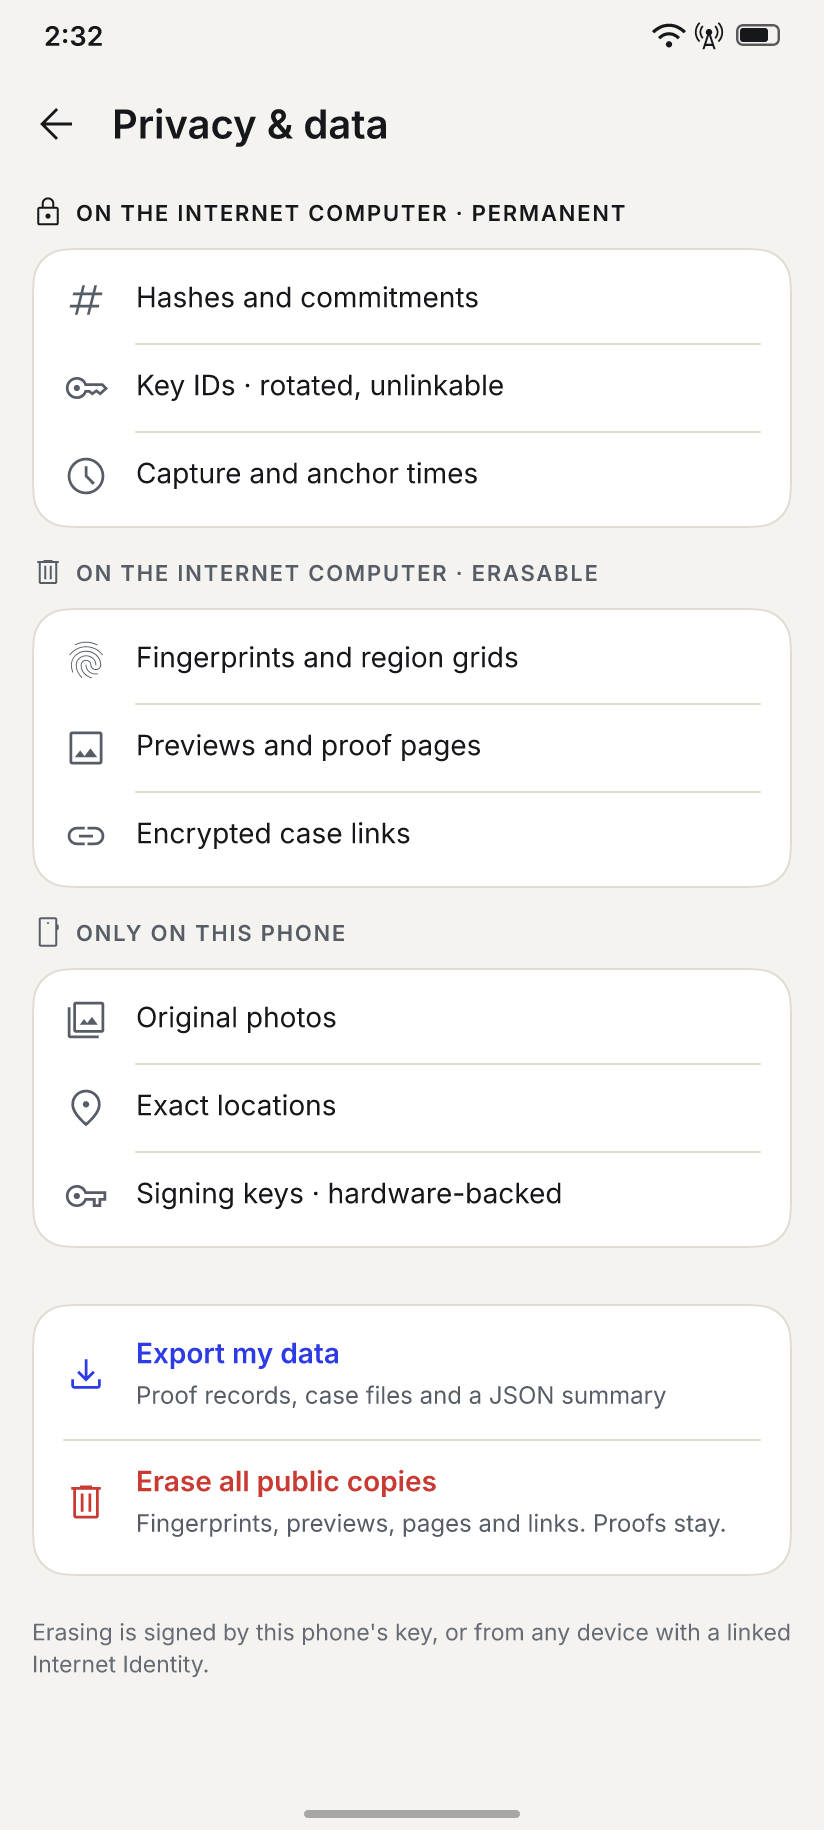 2:32
Privacy & data
ON THE INTERNET COMPUTER · PERMANENT
Hashes and commitments
Key IDs · rotated, unlinkable
Capture and anchor times
ON THE INTERNET COMPUTER · ERASABLE
Fingerprints and region grids
Previews and proof pages
Encrypted case links
ONLY ON THIS PHONE
Original photos
Exact locations
Signing keys · hardware-backed
Export my data
Proof records, case files and a JSON summary
Erase all public copies
Fingerprints, previews, pages and links. Proofs stay.
Erasing is signed by this phone's key, or from any device with a linked
Internet Identity.